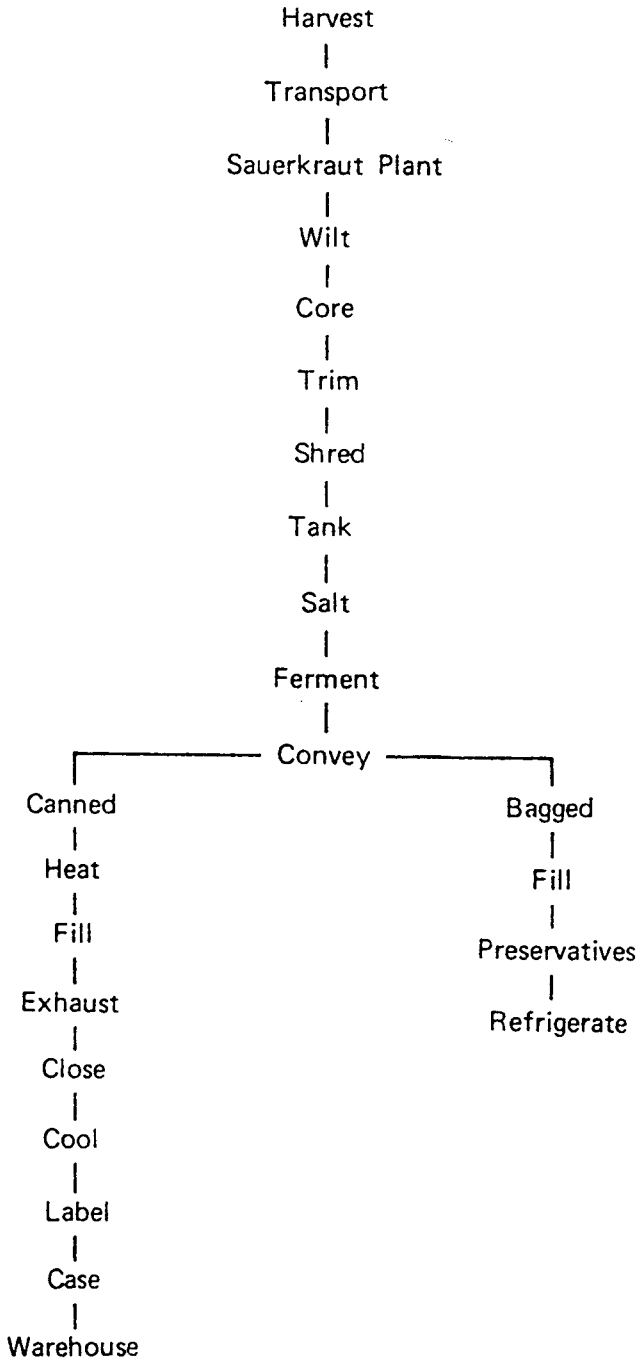 Harvest
Transport
Sauerkraut Plant
Wilt
Core
Trim
Shred
Tank
Salt
Ferment
Convey
Canned
Heat
Fill
Exhaust
Close
Cool
Label
Case
Warehouse
Bagged
Fill
Preservatives
Refrigerate